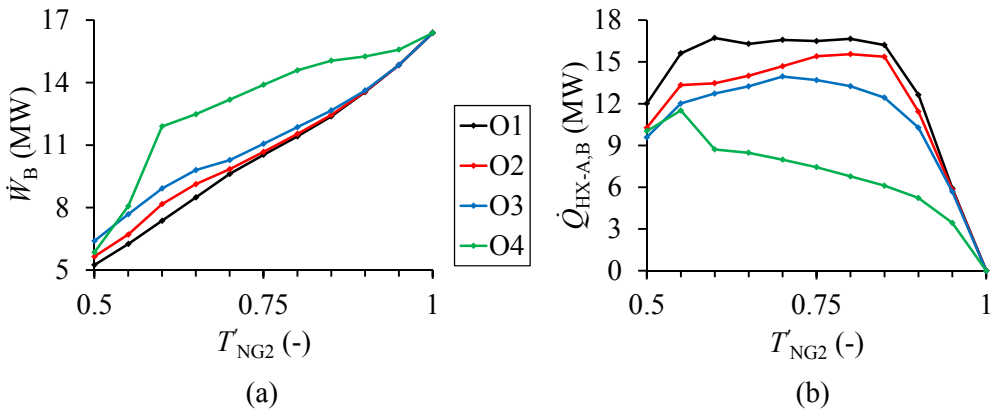 17
14
11
8
5
Ẇ_B (MW)
0.5 0.75 1
T′_NG2 (-)
(a)
O1
O2
O3
O4
18
15
12
9
6
3
0
Q̇_HX-A,B (MW)
0.5 0.75 1
T′_NG2 (-)
(b)